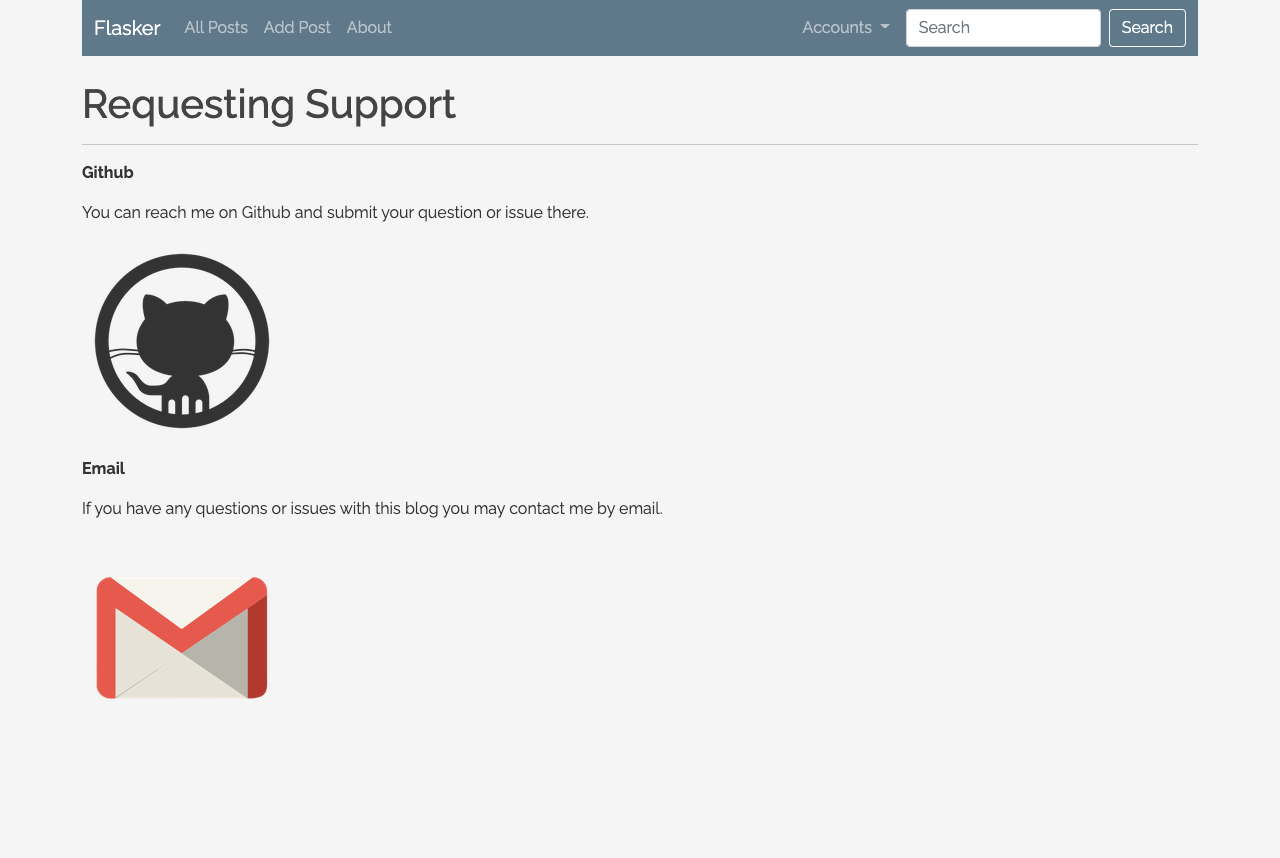 Flasker All Posts Add Post About Accounts Search Search
Requesting Support
Github
You can reach me on Github and submit your question or issue there.
Email
If you have any questions or issues with this blog you may contact me by email.